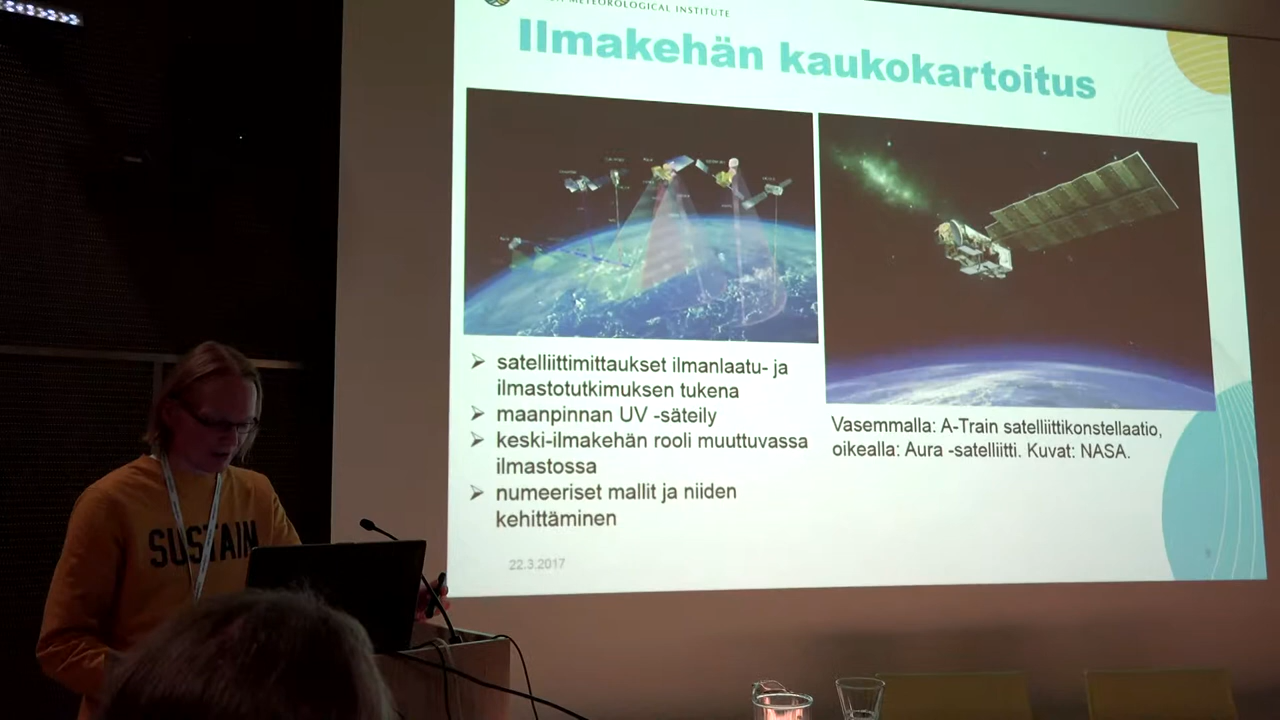 METEOROLOGICAL INSTITUTE
Ilmakehän kaukokartoitus
satelliittimittaukset ilmanlaatu- ja
ilmastotutkimuksen tukena
maanpinnan UV -säteily
keski-ilmakehän rooli muuttuvassa
ilmastossa
numeeriset mallit ja niiden
kehittäminen
Vasemmalla: A-Train satelliittikonstellaatio,
oikealla: Aura -satelliitti. Kuvat: NASA.
22.3.2017
SUSTAIN